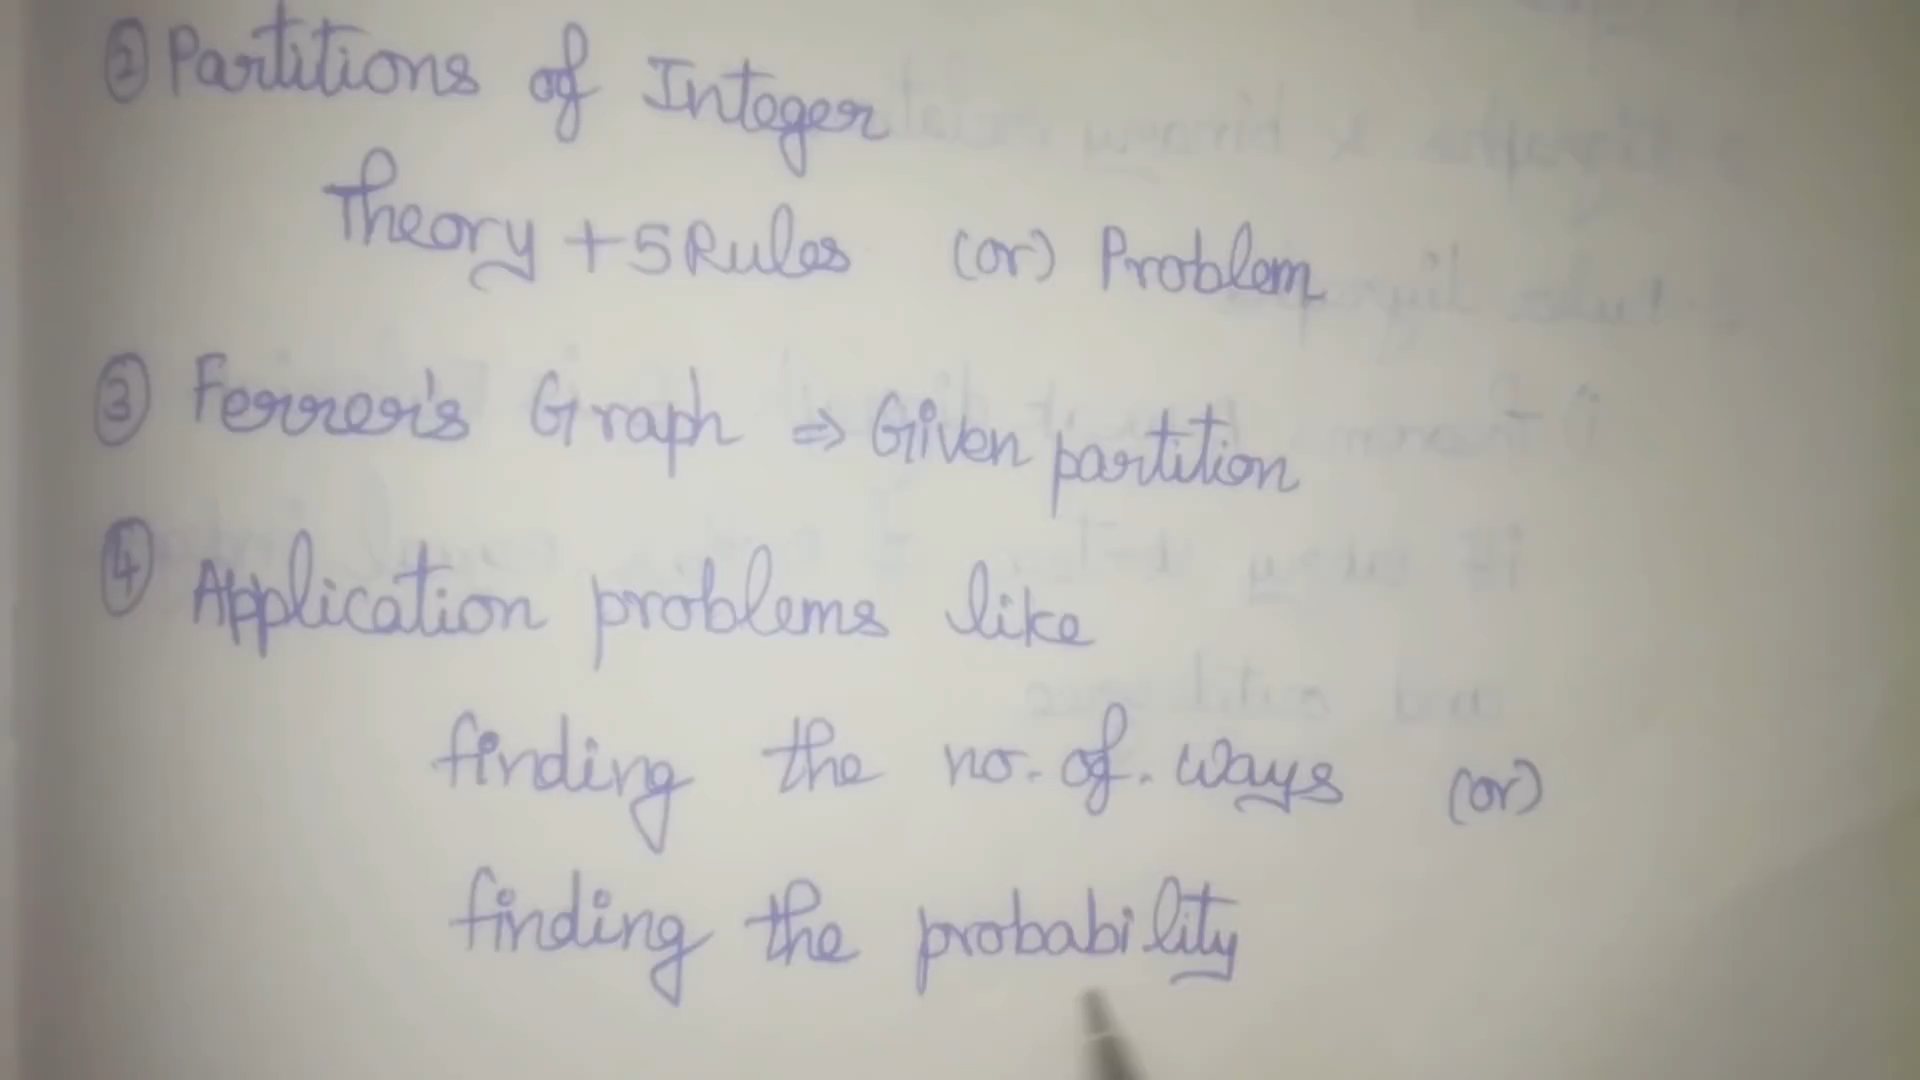 ② Partitions of Integer
Theory + 5 Rules (or) Problem
③ Ferrer's Graph ⇒ Given partition
④ Application problems like
finding the no. of. ways (or)
finding the probability